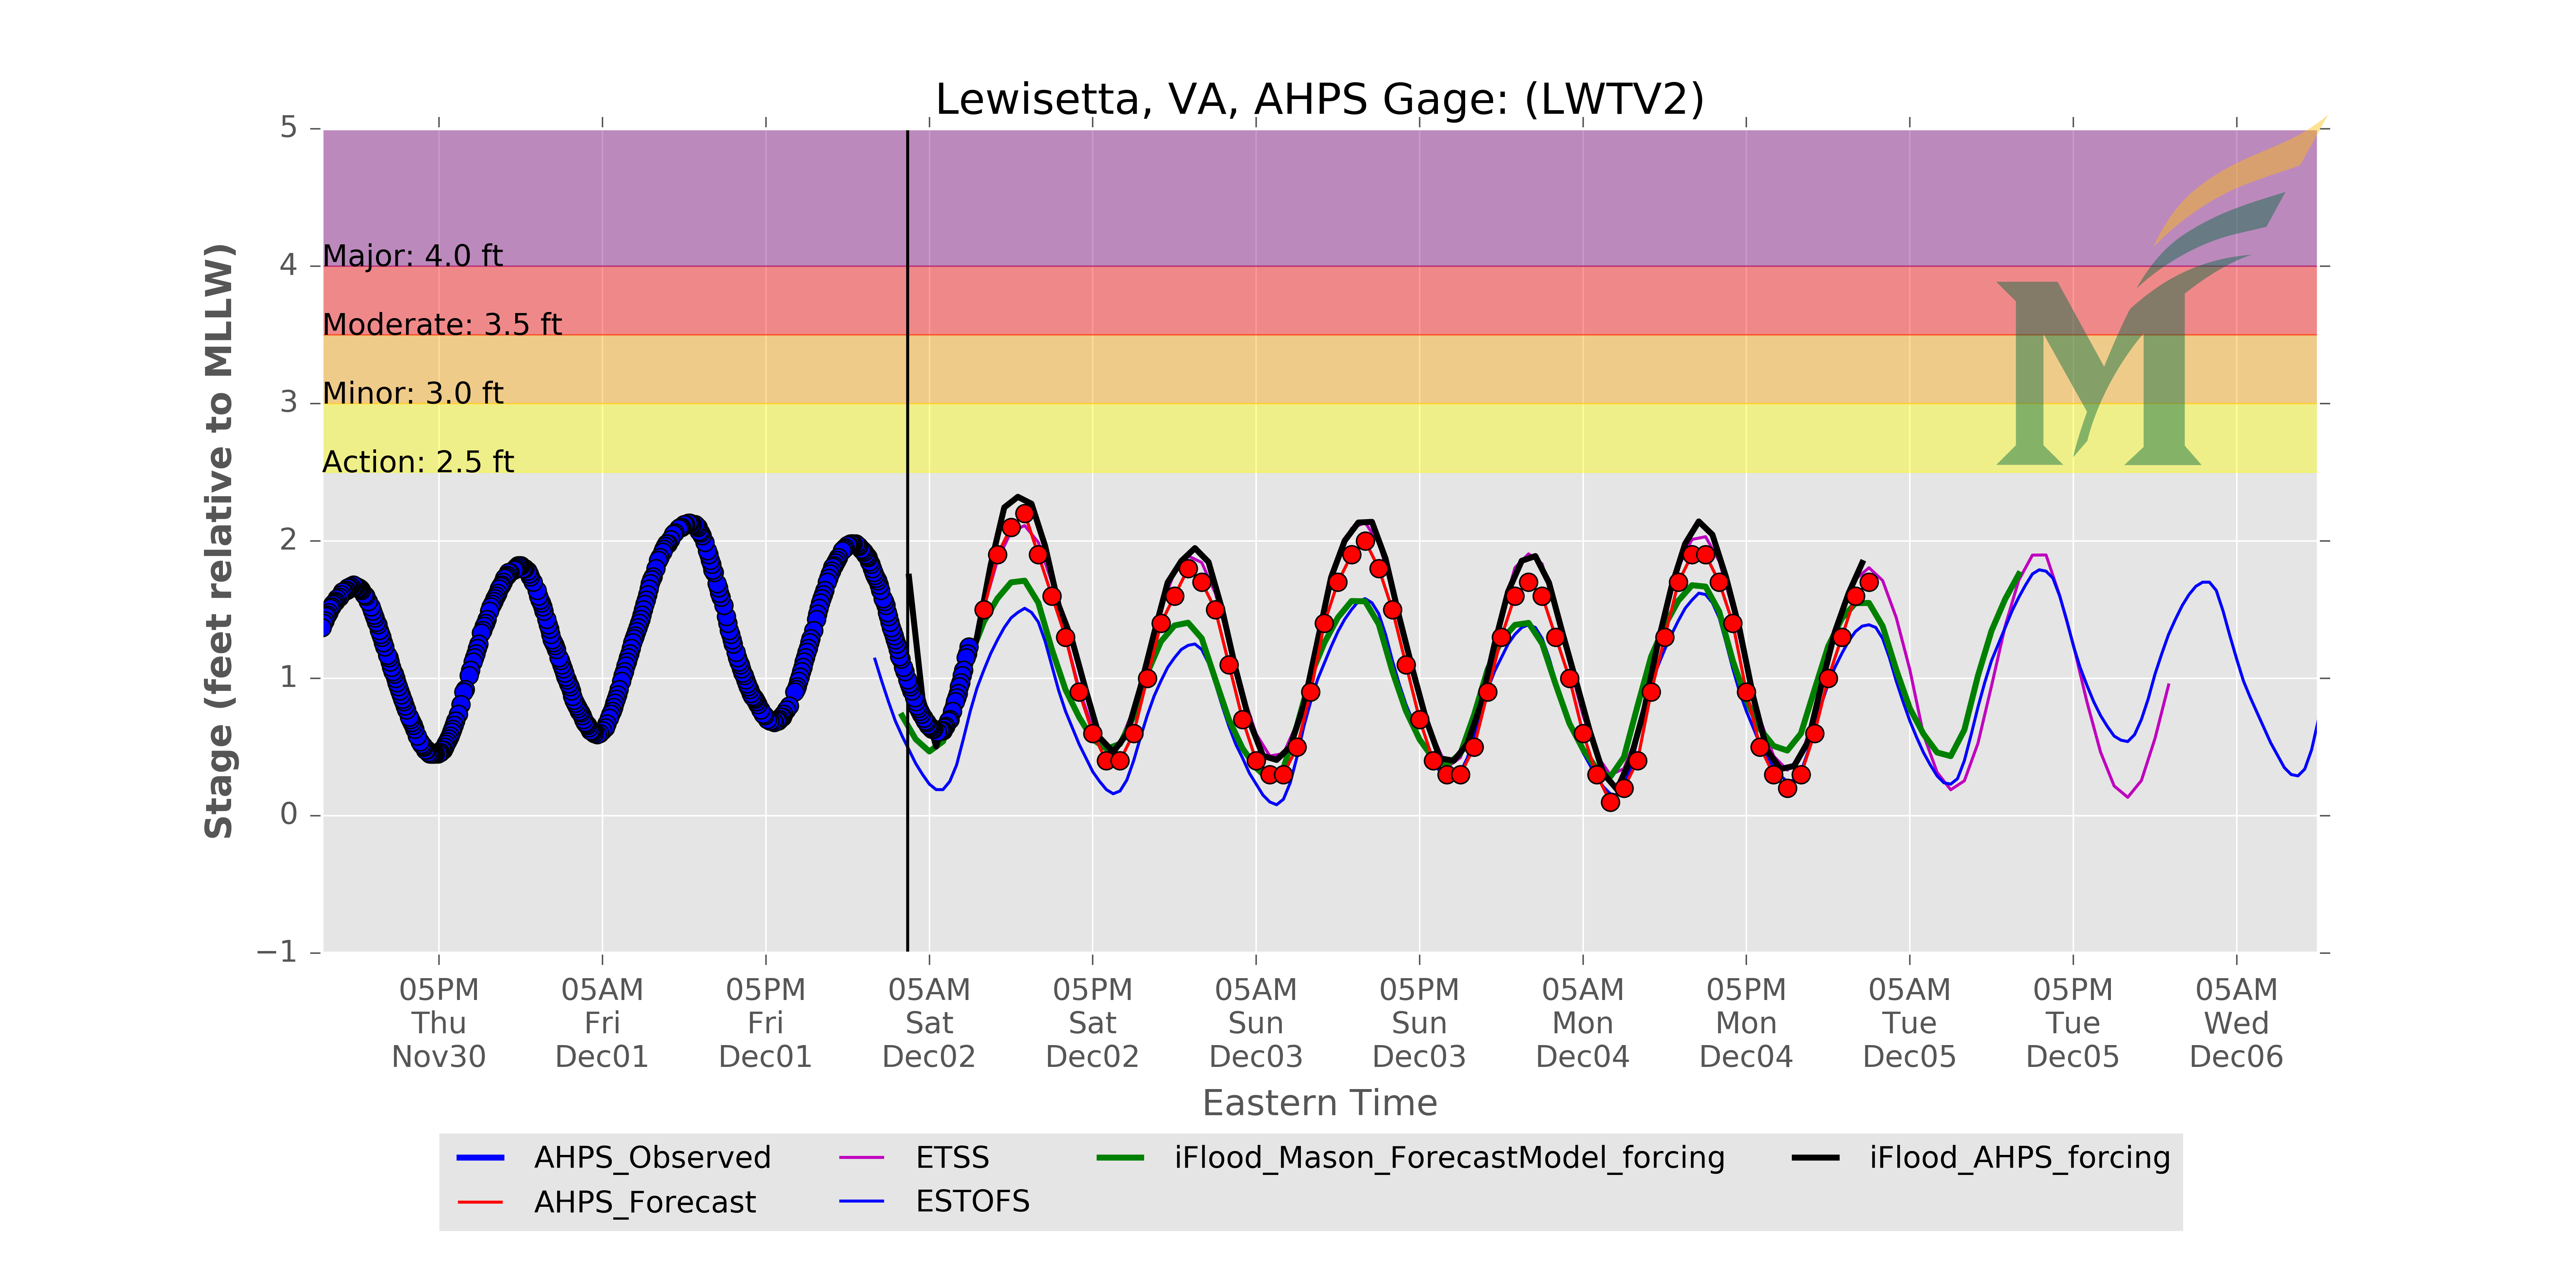 Lewisetta, VA, AHPS Gage: (LWTV2)
Stage (feet relative to MLLW)
5
4
3
2
1
0
−1
Major: 4.0 ft
Moderate: 3.5 ft
Minor: 3.0 ft
Action: 2.5 ft
05PM 05AM 05PM 05AM 05PM 05AM 05PM 05AM 05PM 05AM 05PM 05AM
Thu Fri Fri Sat Sat Sun Sun Mon Mon Tue Tue Wed
Nov30 Dec01 Dec01 Dec02 Dec02 Dec03 Dec03 Dec04 Dec04 Dec05 Dec05 Dec06
Eastern Time
AHPS_Observed ETSS iFlood_Mason_ForecastModel_forcing iFlood_AHPS_forcing
AHPS_Forecast ESTOFS